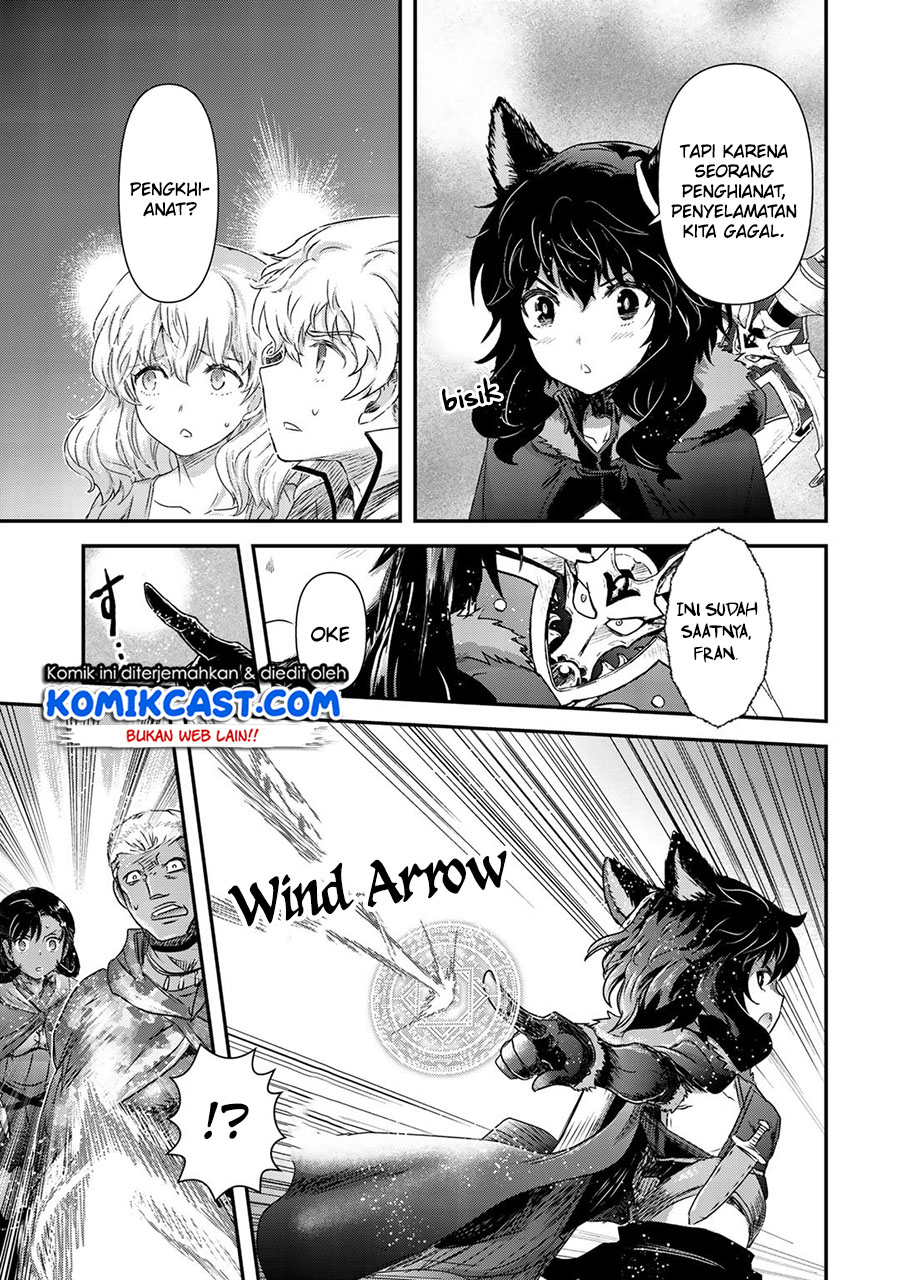 TAPI KARENA
SEORANG
PENGHIANAT,
PENYELAMATAN
KITA GAGAL.
bisik
PENGKHI-
ANAT?
INI SUDAH
SAATNYA,
FRAN.
OKE
す...
Komik ini diterjemahkan & diedit oleh
KOMIKCAST.COM
BUKAN WEB LAIN!!
Wind Arrow
!?